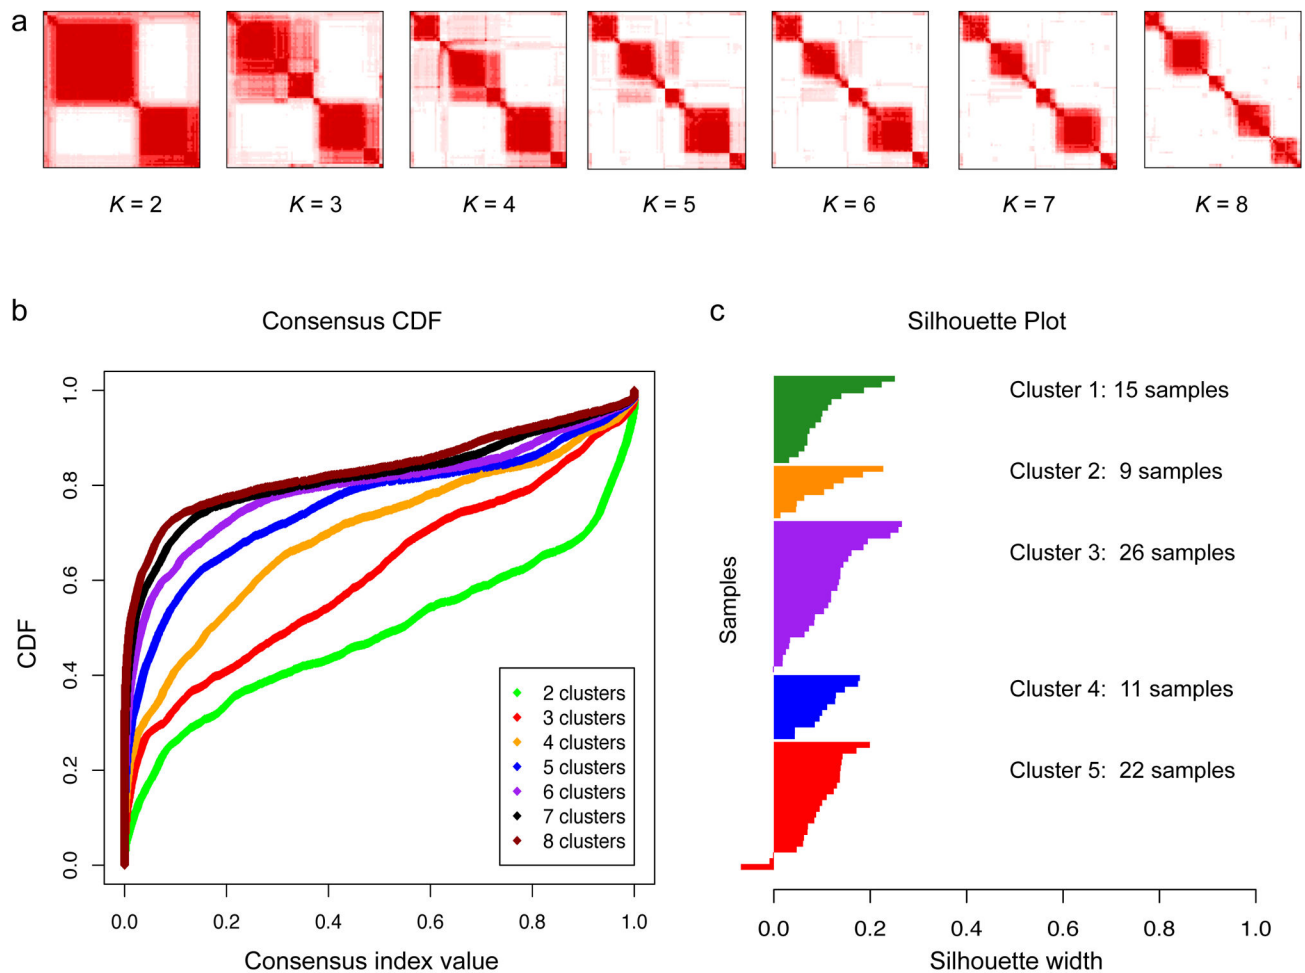 a
K = 2
K = 3
K = 4
K = 5
K = 6
K = 7
K = 8
b
Consensus CDF
CDF
0.0
0.2
0.4
0.6
0.8
1.0
2 clusters
3 clusters
4 clusters
5 clusters
6 clusters
7 clusters
8 clusters
0.0 0.2 0.4 0.6 0.8 1.0
Consensus index value
c
Silhouette Plot
Samples
Cluster 1: 15 samples
Cluster 2: 9 samples
Cluster 3: 26 samples
Cluster 4: 11 samples
Cluster 5: 22 samples
0.0 0.2 0.4 0.6 0.8 1.0
Silhouette width